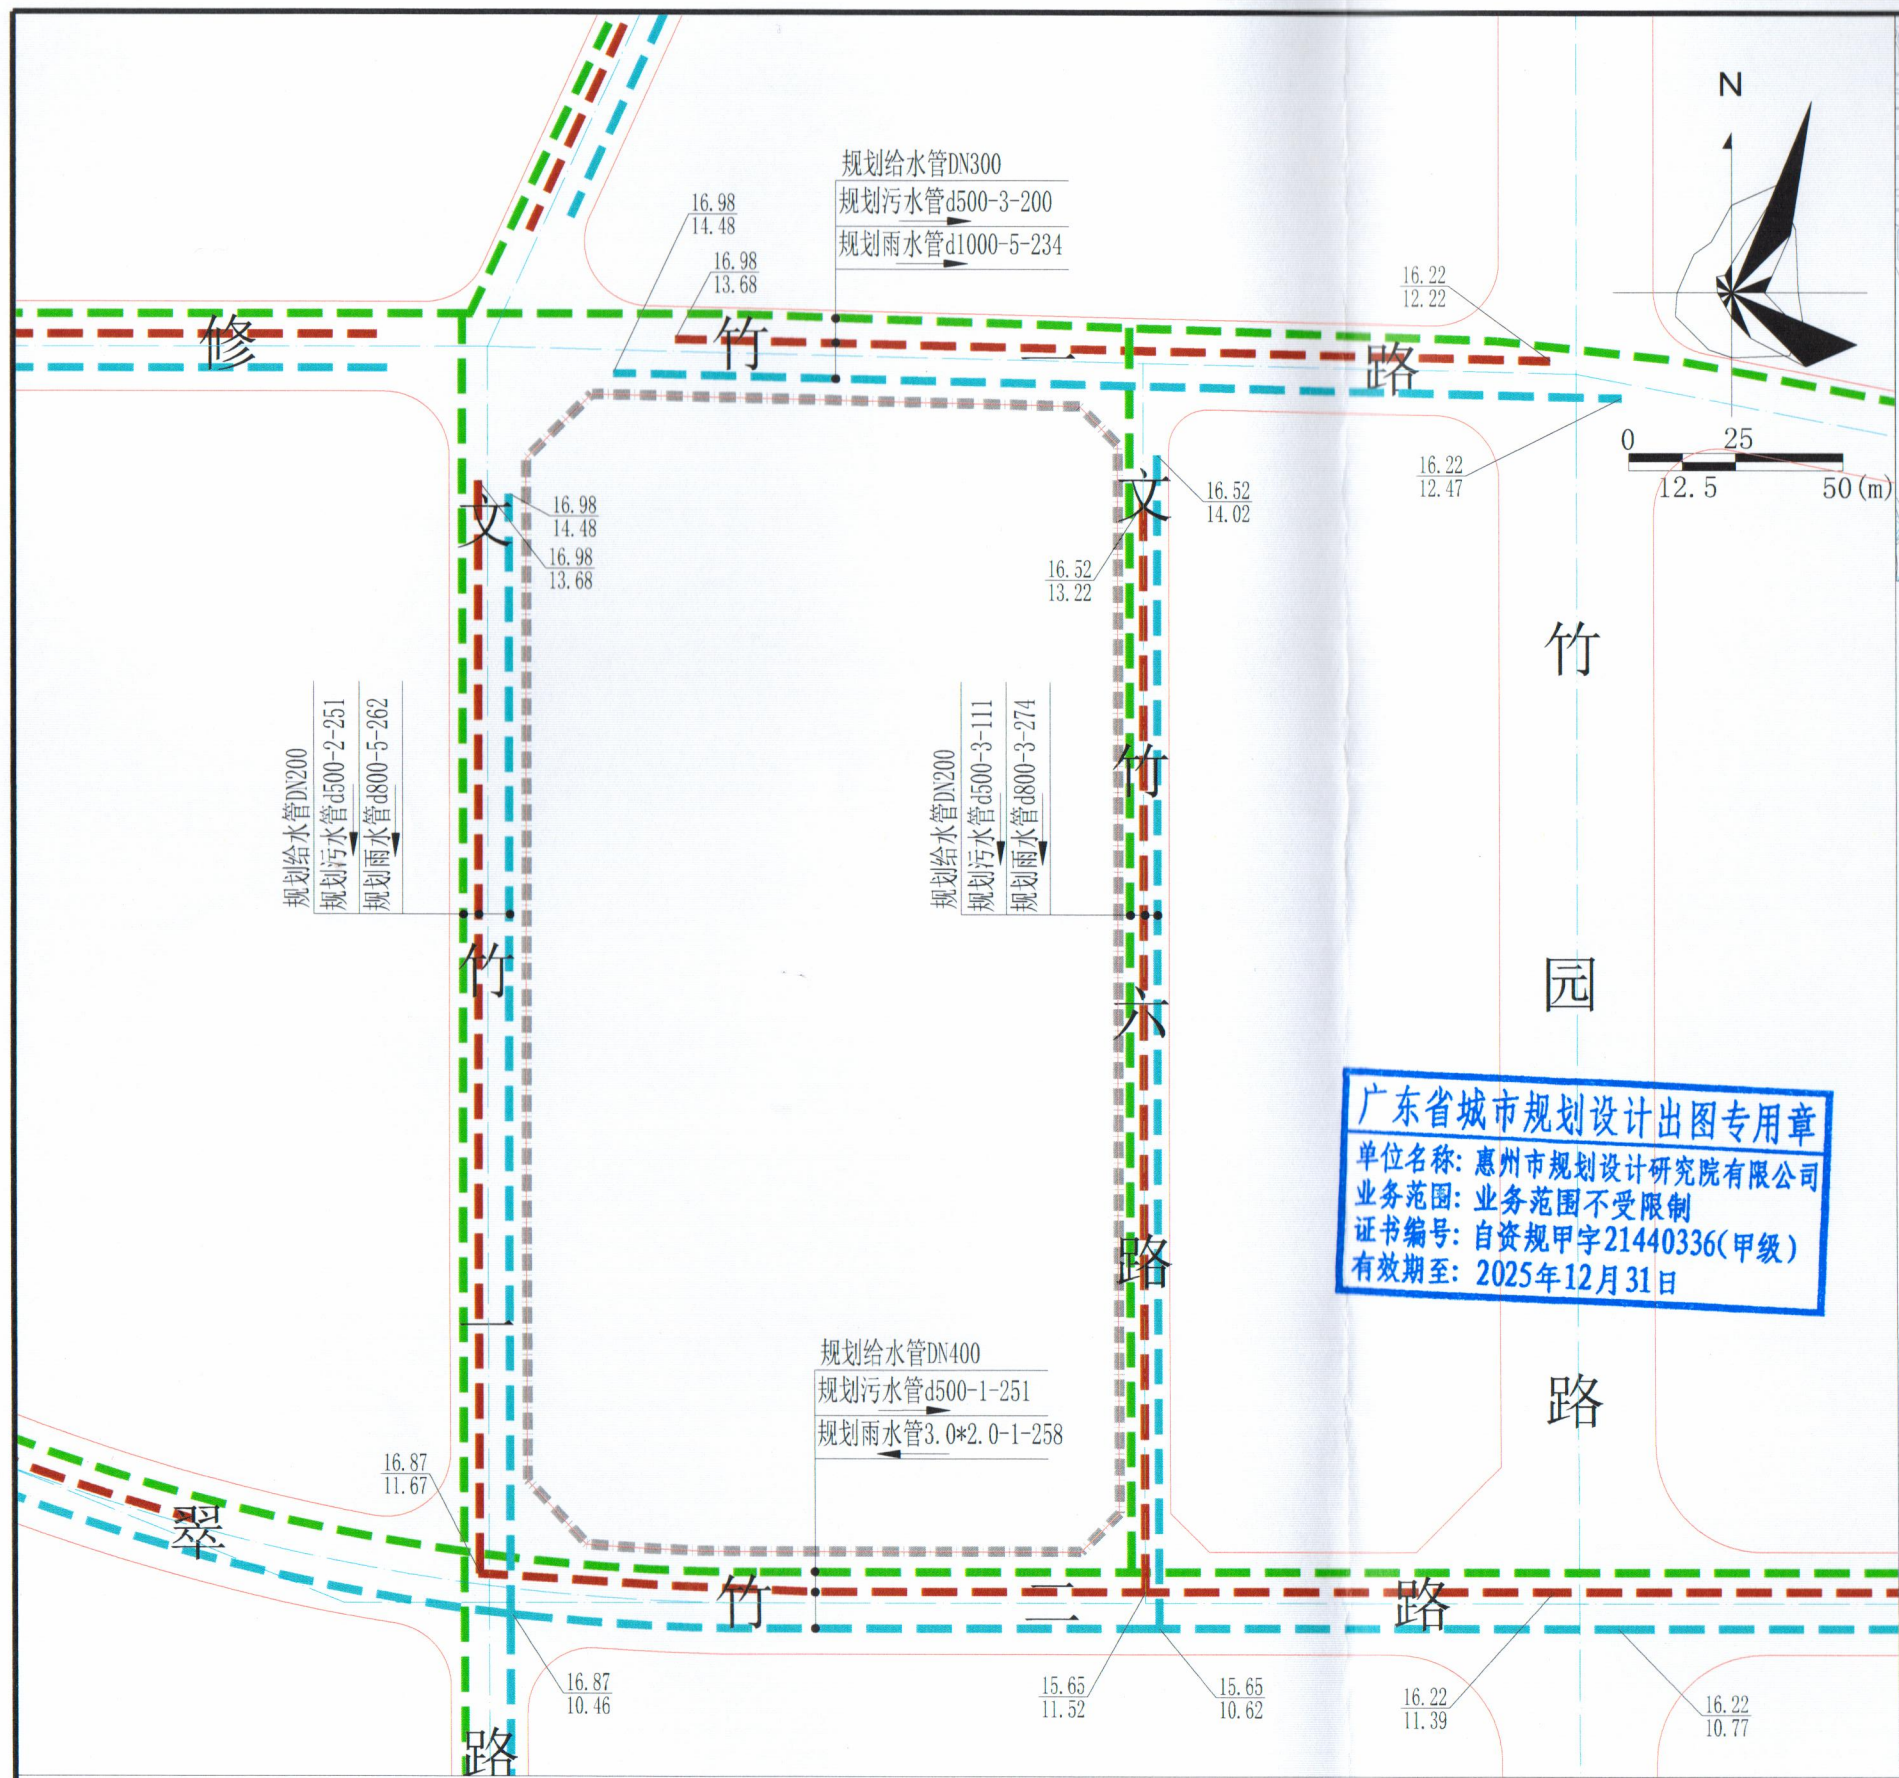 N
规划给水管DN300
规划污水管d500-3-200
规划雨水管d1000-5-234
16.98
14.48
16.98
13.68
16.22
12.22
修竹一路
0 25
12.5 50(m)
16.22
12.47
16.98
14.48
16.98
13.68
16.52
14.02
16.52
13.22
文竹一路
规划给水管DN200
规划污水管d500-2-251
规划雨水管d800-5-262
文竹六路
规划给水管DN200
规划污水管d500-3-111
规划雨水管d800-3-274
竹园路
广东省城市规划设计出图专用章
单位名称: 惠州市规划设计研究院有限公司
业务范围: 业务范围不受限制
证书编号: 自资规甲字21440336(甲级)
有效期至: 2025年12月31日
规划给水管DN400
规划污水管d500-1-251
规划雨水管3.0*2.0-1-258
16.87
11.67
翠竹二路
16.87
10.46
15.65
11.52
15.65
10.62
16.22
11.39
16.22
10.77